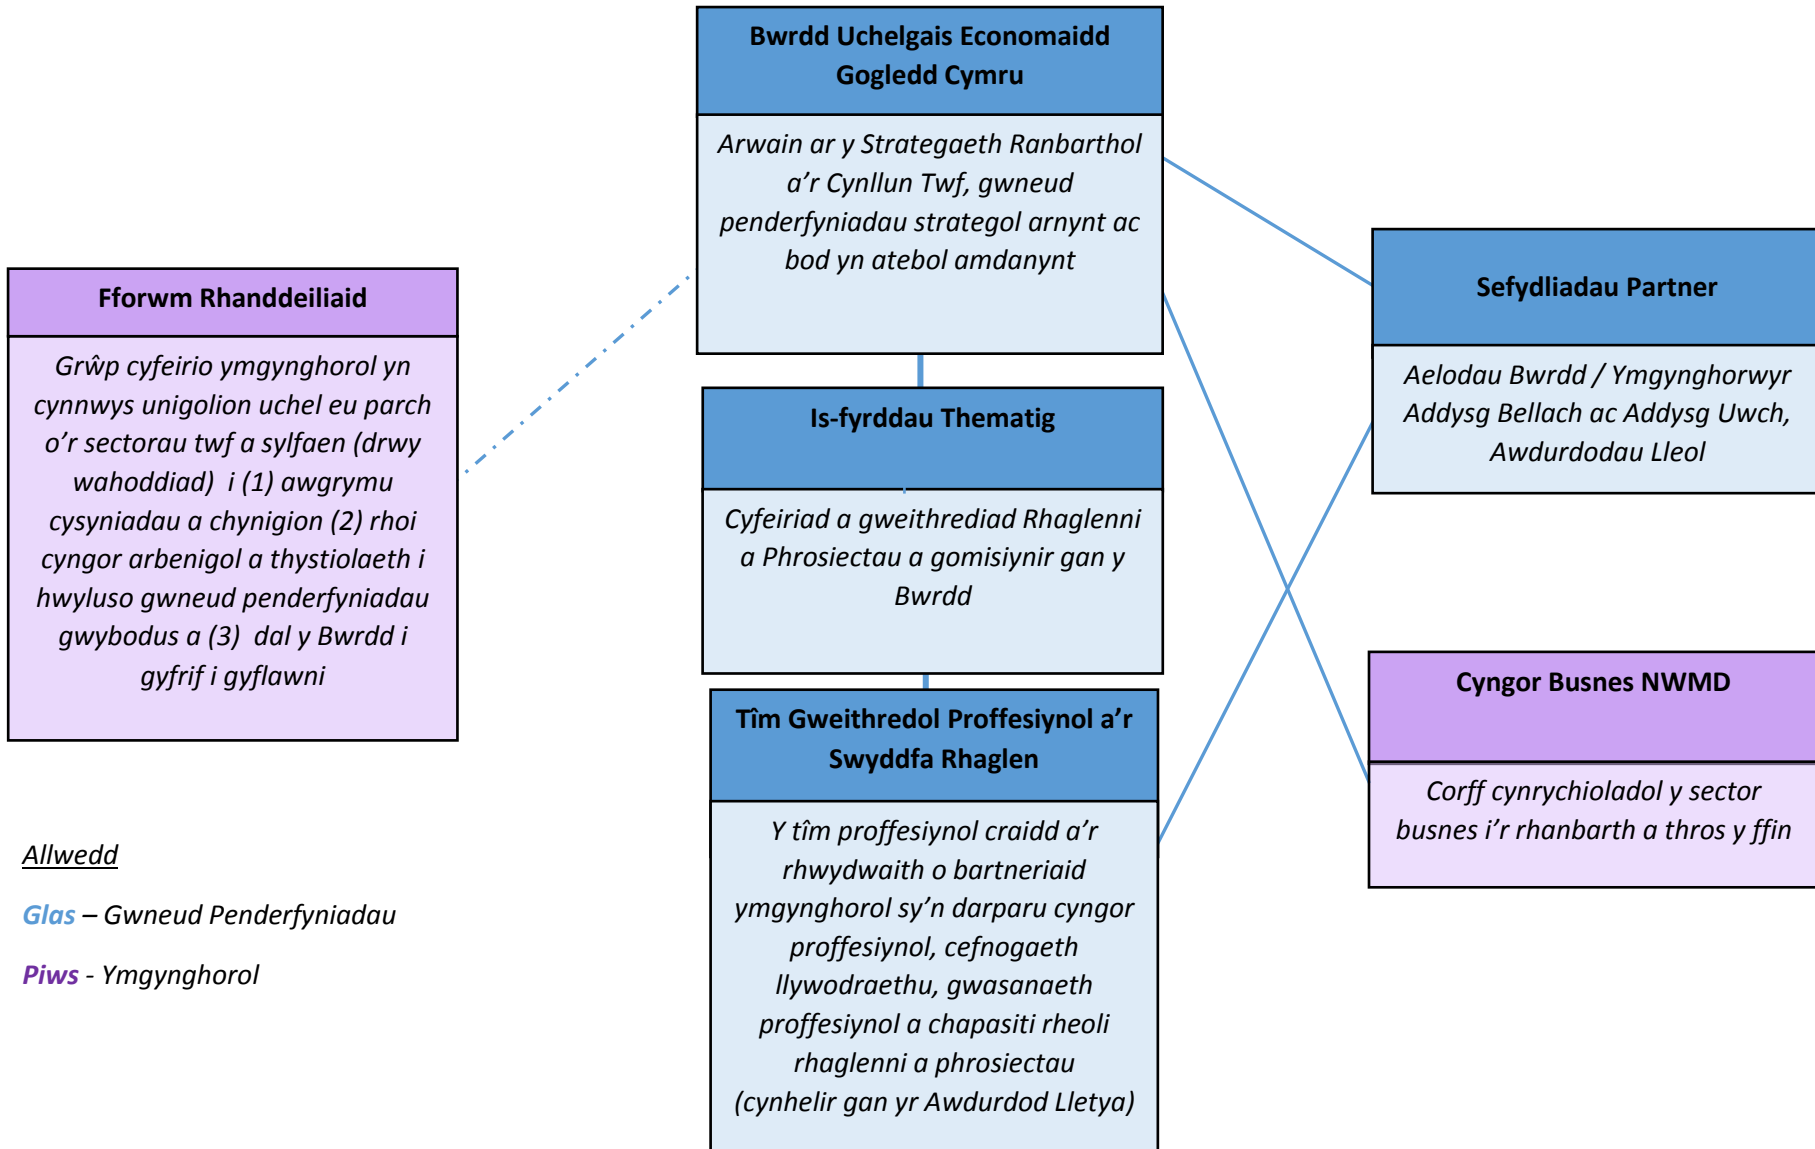 Bwrdd Uchelgais Economaidd
Gogledd Cymru
Arwain ar y Strategaeth Ranbarthol
a’r Cynllun Twf, gwneud
penderfyniadau strategol arnynt ac
bod yn atebol amdanynt
Fforwm Rhanddeiliaid
Grŵp cyfeirio ymgynghorol yn
cynnwys unigolion uchel eu parch
o’r sectorau twf a sylfaen (drwy
wahoddiad) i (1) awgrymu
cysyniadau a chynigion (2) rhoi
cyngor arbenigol a thystiolaeth i
hwyluso gwneud penderfyniadau
gwybodus a (3) dal y Bwrdd i
gyfrif i gyflawni
Sefydliadau Partner
Aelodau Bwrdd / Ymgynghorwyr
Addysg Bellach ac Addysg Uwch,
Awdurdodau Lleol
Is-fyrddau Thematig
Cyfeiriad a gweithrediad Rhaglenni
a Phrosiectau a gomisiynir gan y
Bwrdd
Cyngor Busnes NWMD
Corff cynrychioladol y sector
busnes i’r rhanbarth a thros y ffin
Tîm Gweithredol Proffesiynol a’r
Swyddfa Rhaglen
Y tîm proffesiynol craidd a’r
rhwydwaith o bartneriaid
ymgynghorol sy’n darparu cyngor
proffesiynol, cefnogaeth
llywodraethu, gwasanaeth
proffesiynol a chapasiti rheoli
rhaglenni a phrosiectau
(cynhelir gan yr Awdurdod Lletya)
Allwedd
Glas – Gwneud Penderfyniadau
Piws - Ymgynghorol